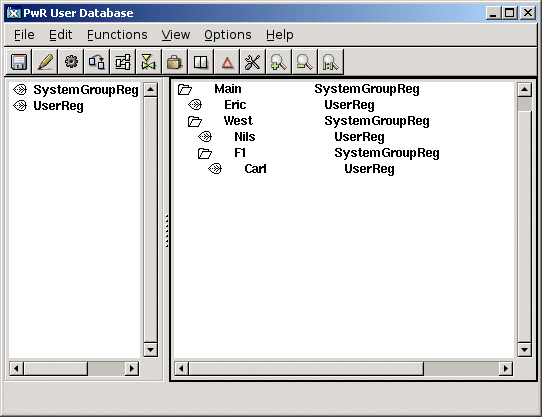 PwR User Database
File Edit Functions View Options Help
SystemGroupReg
UserReg
Main SystemGroupReg
Eric UserReg
West SystemGroupReg
Nils UserReg
F1 SystemGroupReg
Carl UserReg